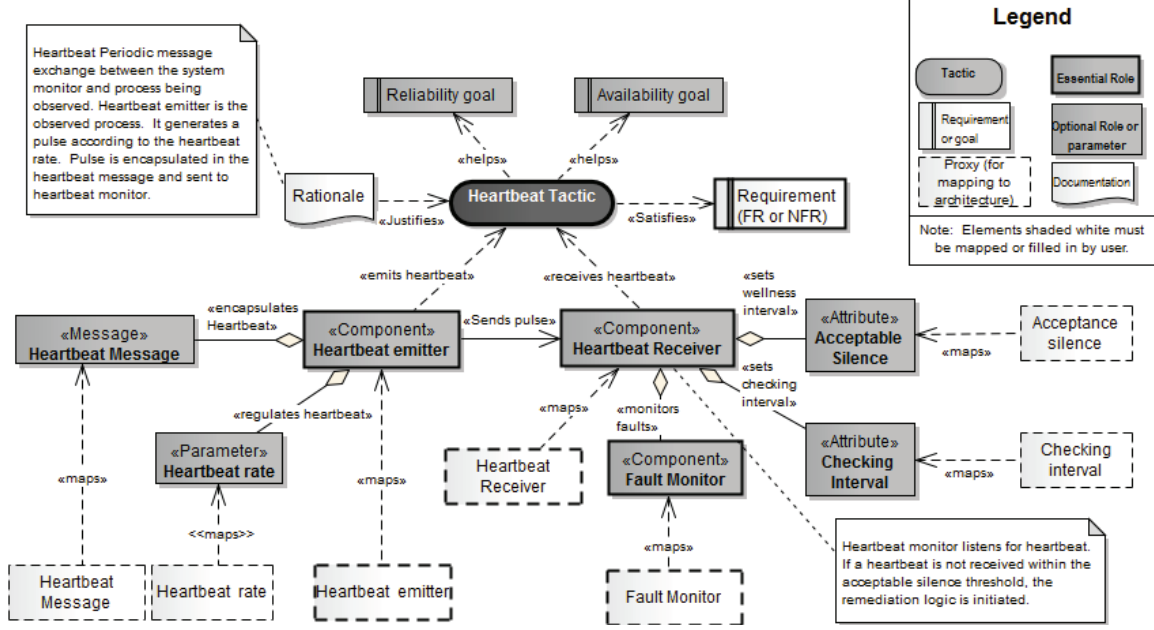 Heartbeat Periodic message
exchange between the system
monitor and process being
observed. Heartbeat emitter is the
observed process.  It generates a
pulse according to the heartbeat
rate.  Pulse is encapsulated in the
heartbeat message and sent to
heartbeat monitor.
Legend
Tactic
Essential Role
Requirement
or goal
Optional Role or
parameter
Proxy (for
mapping to
architecture)
Documentation
Note:  Elements shaded white must
be mapped or filled in by user.
Reliability goal
Availability goal
«helps»
«helps»
Rationale
«Justifies»
Heartbeat Tactic
«Satisfies»
Requirement
(FR or NFR)
«emits heartbeat»
«receives heartbeat»
«sets
wellness
interval»
«encapsulates
Heartbeat»
«Message»
Heartbeat Message
«Component»
Heartbeat emitter
«Sends pulse»
«Component»
Heartbeat Receiver
«Attribute»
Acceptable
Silence
«maps»
Acceptance
silence
«sets
checking
interval»
«regulates heartbeat»
«maps»
«monitors
faults»
«Parameter»
Heartbeat rate
«Attribute»
Checking
Interval
«maps»
Checking
interval
Heartbeat
Receiver
«Component»
Fault Monitor
«maps»
«maps»
<<maps>>
«maps»
Heartbeat
Message
Heartbeat rate
Heartbeat emitter
Fault Monitor
Heartbeat monitor listens for heartbeat.
If a heartbeat is not received within the
acceptable silence threshold, the
remediation logic is initiated.